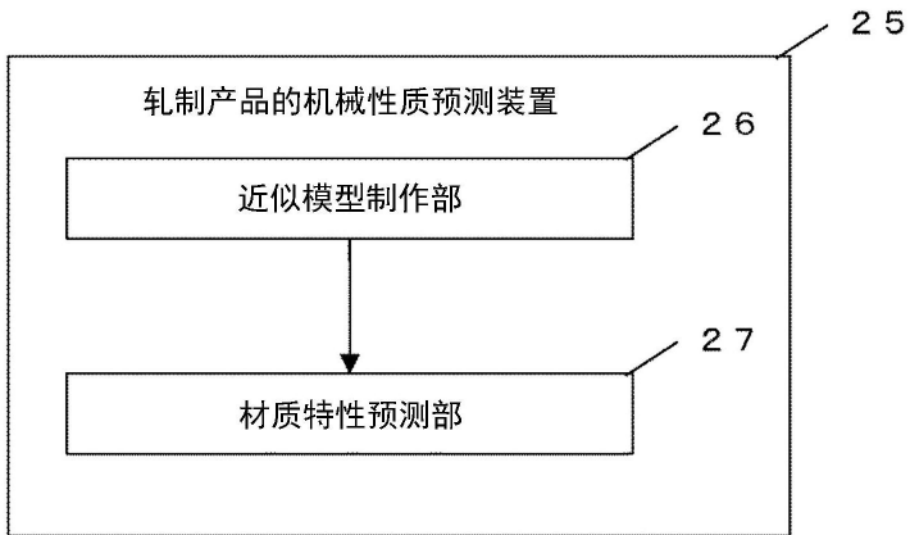 ２５
轧制产品的机械性质预测装置
２６
近似模型制作部
２７
材质特性预测部